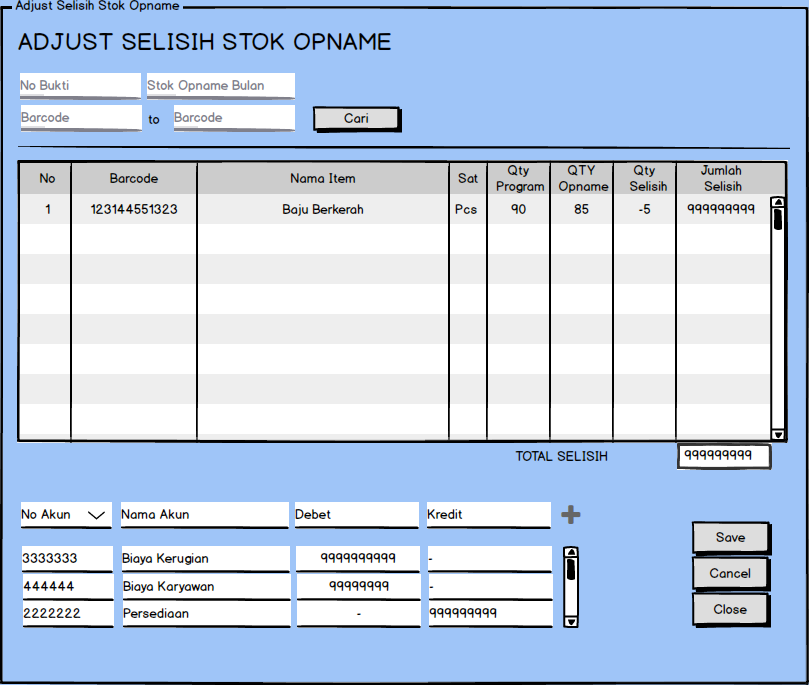 Adjust Selisih Stok Opname
ADJUST SELISIH STOK OPNAME
No Bukti Stok Opname Bulan
Barcode to Barcode Cari
No Barcode Nama Item Sat Qty Program QTY Opname Qty Selisih Jumlah Selisih
1 123144551323 Baju Berkerah Pcs 90 85 -5 999999999
TOTAL SELISIH 999999999
No Akun Nama Akun Debet Kredit
3333333 Biaya Kerugian 9999999999 -
444444 Biaya Karyawan 99999999 -
2222222 Persediaan - 999999999
Save
Cancel
Close